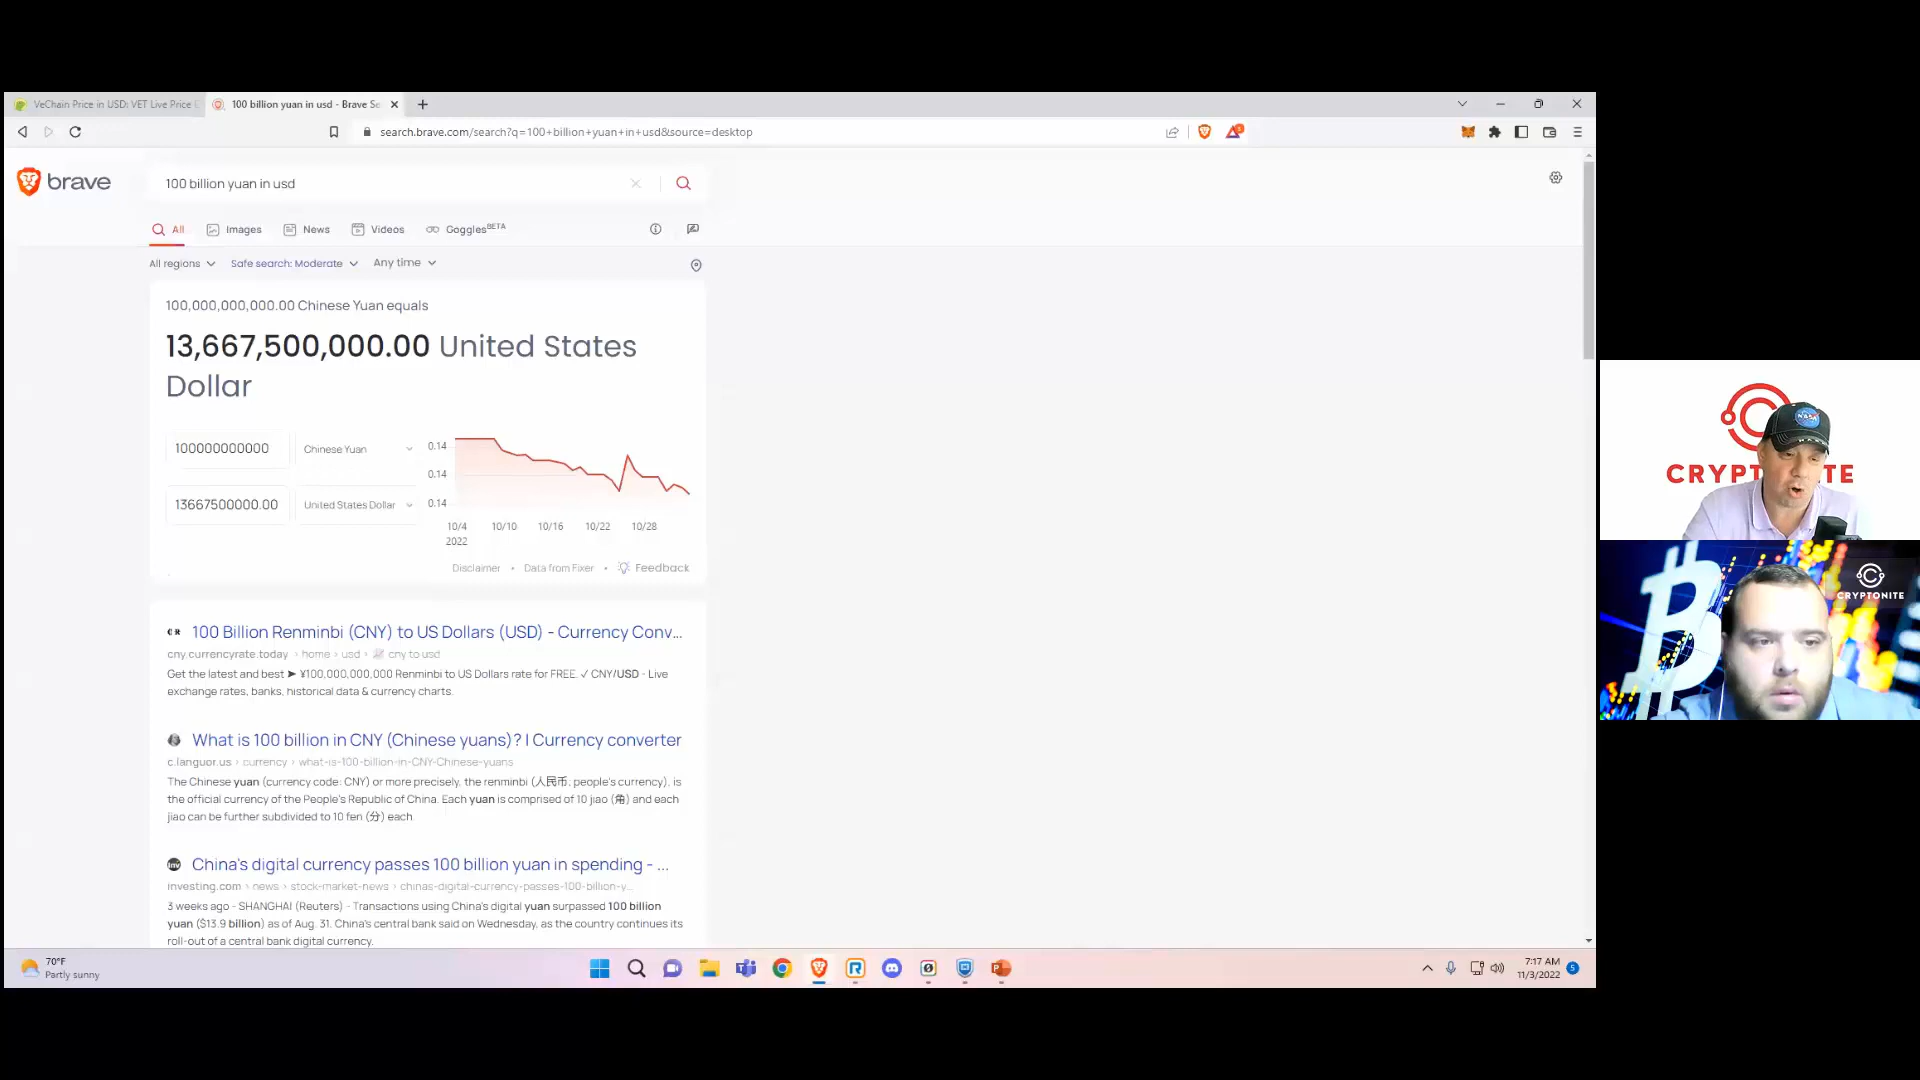 VeChain Price in USD: VET Live Price
100 billion yuan in usd - Brave Se
search.brave.com/search?q=100+billion+yuan+in+usd&source=desktop
brave
100 billion yuan in usd
All
Images
News
Videos
Goggles BETA
All regions
Safe search: Moderate
Any time
100,000,000,000.00 Chinese Yuan equals
13,667,500,000.00 United States
Dollar
100000000000
Chinese Yuan
13667500000.00
United States Dollar
0.14
0.14
0.14
10/4
2022
10/10
10/16
10/22
10/28
Disclaimer • Data from Fixer • Feedback
100 Billion Renminbi (CNY) to US Dollars (USD) - Currency Conv...
cny.currencyrate.today › home › usd › cny to usd
Get the latest and best ➤ ¥100,000,000,000 Renminbi to US Dollars rate for FREE. ✓ CNY/USD - Live
exchange rates, banks, historical data & currency charts.
What is 100 billion in CNY (Chinese yuans)? | Currency converter
c.languor.us › currency › what-is-100-billion-in-CNY-Chinese-yuans
The Chinese yuan (currency code: CNY) or more precisely, the renminbi (人民币; people's currency), is
the official currency of the People's Republic of China. Each yuan is comprised of 10 jiao (角) and each
jiao can be further subdivided to 10 fen (分) each
Inv
China's digital currency passes 100 billion yuan in spending - ...
investing.com › news › stock-market-news › chinas-digital-currency-passes-100-billion-y...
3 weeks ago - SHANGHAI (Reuters) - Transactions using China's digital yuan surpassed 100 billion
yuan ($13.9 billion) as of Aug. 31, China's central bank said on Wednesday, as the country continues its
roll-out of a central bank digital currency.
70°F
Partly sunny
7:17 AM
11/3/2022
5
NASA
CRYPTONITE
CRYPTONITE